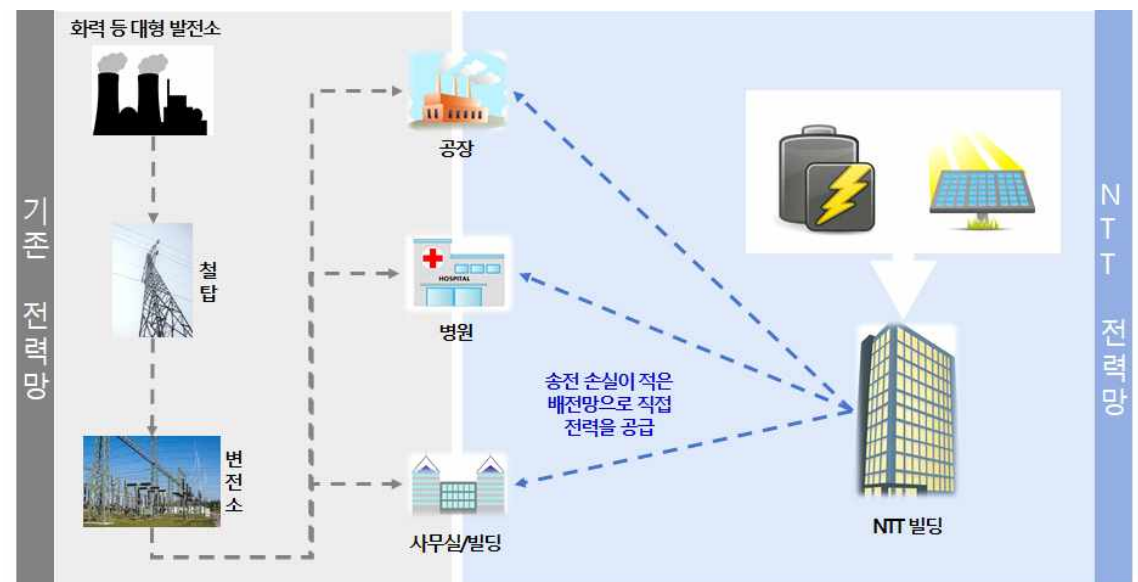 화력 등 대형 발전소
기존 전력망
철탑
변전소
공장
HOSPITAL
병원
사무실/빌딩
송전 손실이 적은
배전망으로 직접
전력을 공급
NTT 빌딩
NTT 전력망